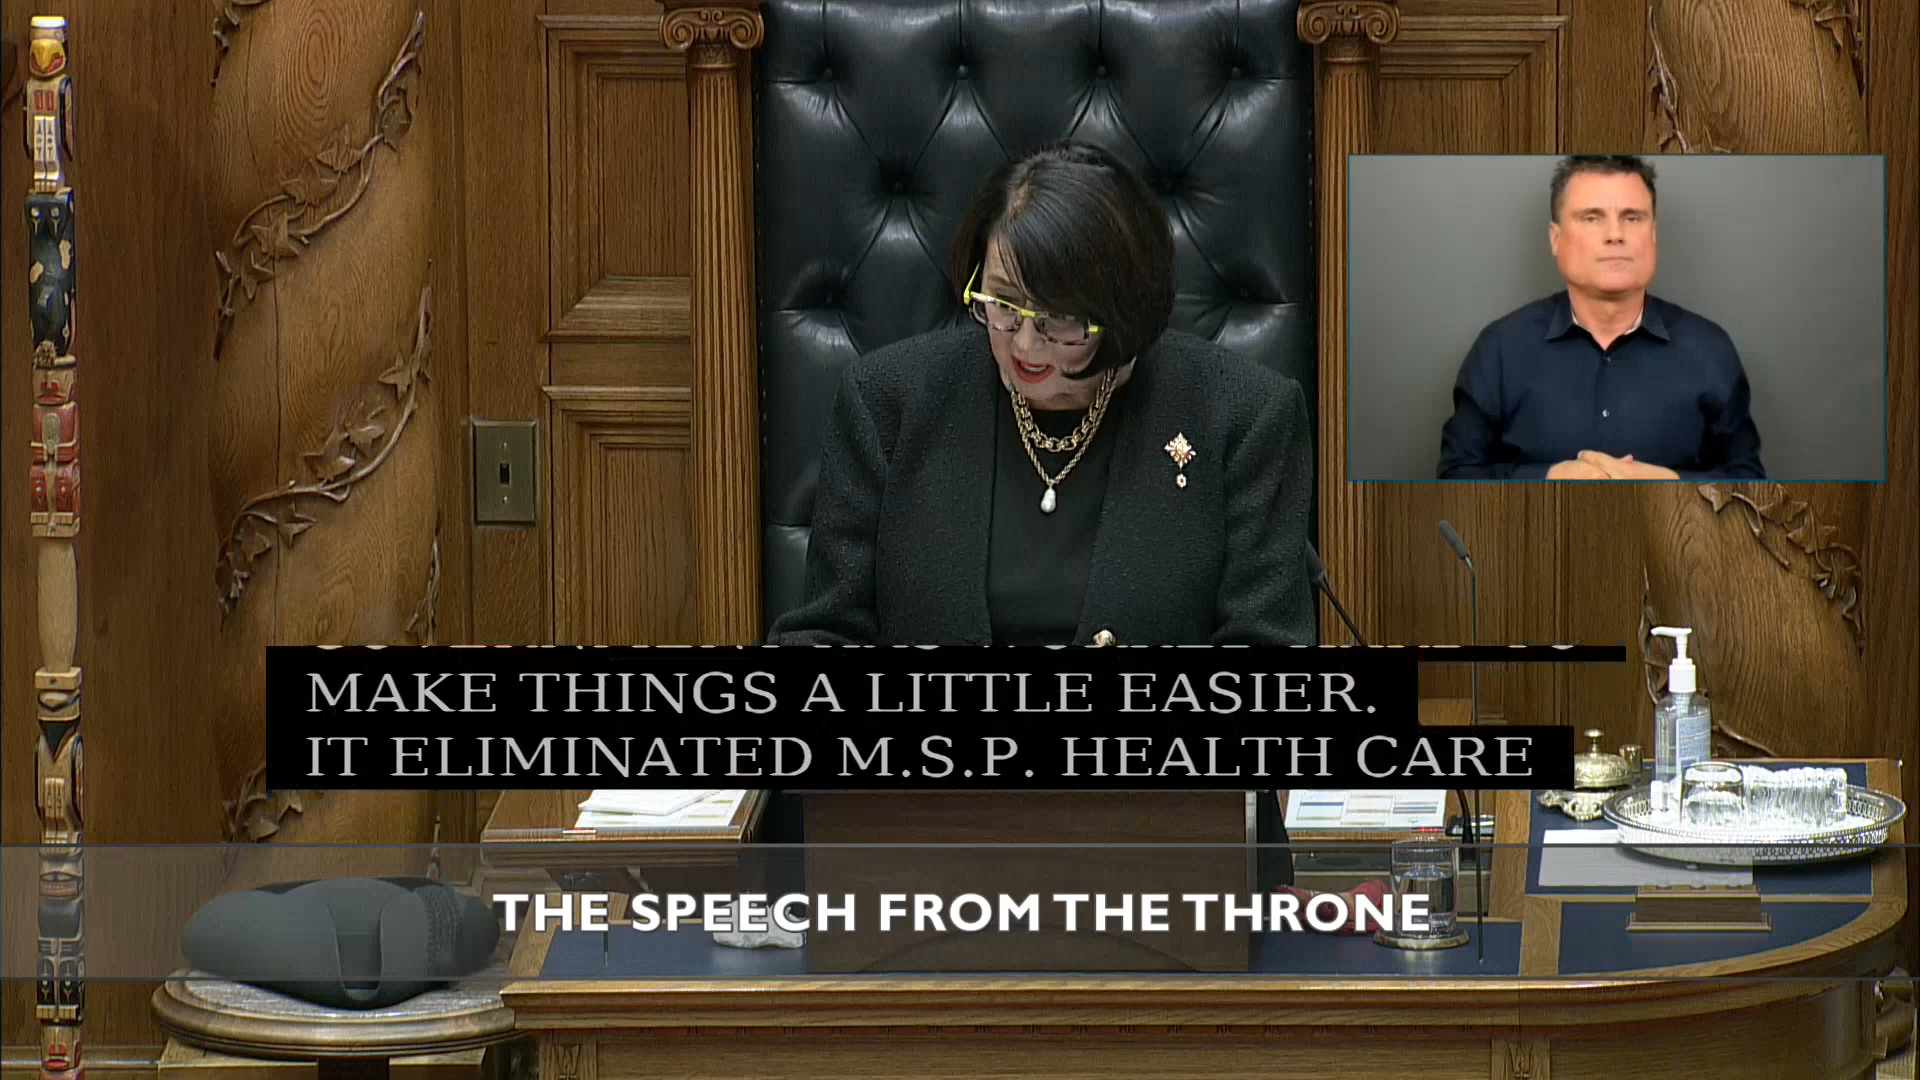 MAKE THINGS A LITTLE EASIER.
IT ELIMINATED M.S.P. HEALTH CARE
THE SPEECH FROM THE THRONE